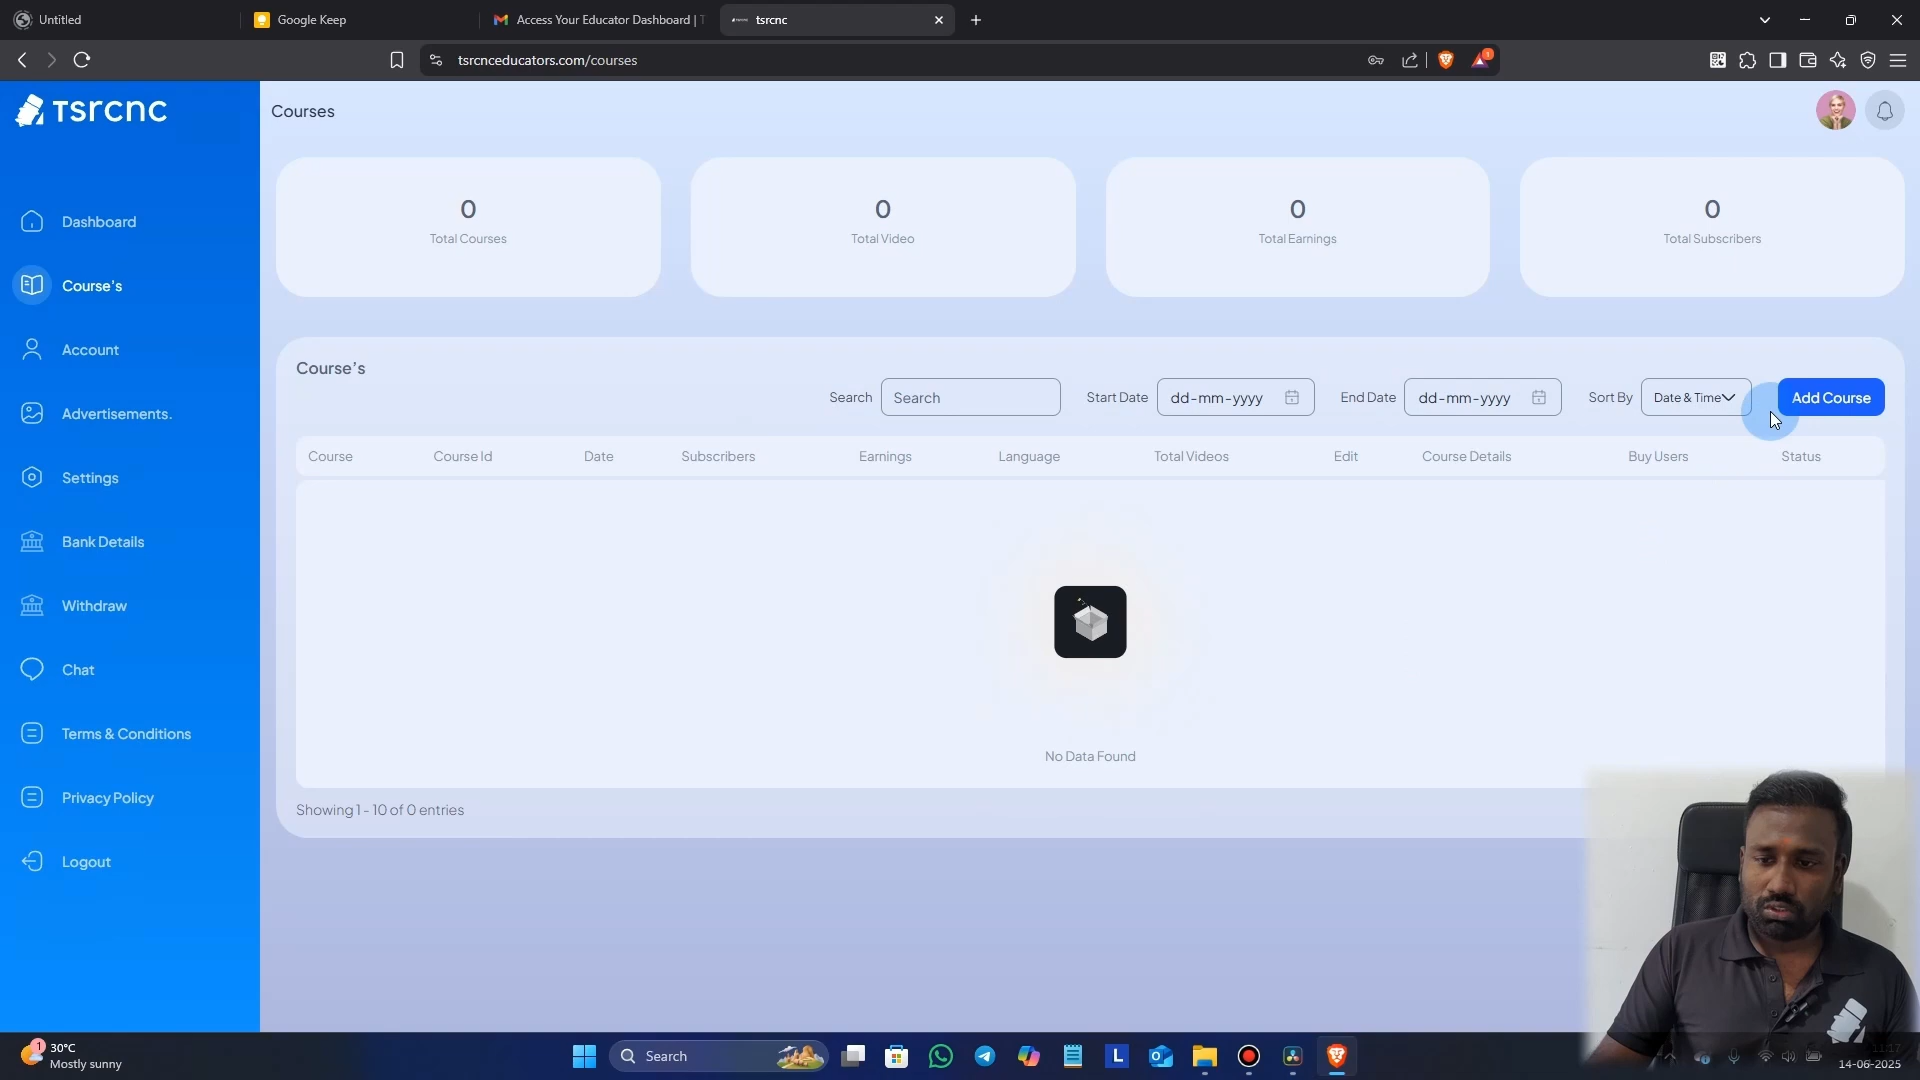 Untitled
Google Keep
Access Your Educator Dashboard | T
tsrcnc
tsrcnceducators.com/courses
1
Tsrcnc
Courses
0
Total Courses
0
Total Video
0
Total Earnings
0
Total Subscribers
Dashboard
Course's
Account
Advertisements.
Settings
Bank Details
Withdraw
Chat
Terms & Conditions
Privacy Policy
Logout
Course's
Search Search Start Date dd-mm-yyyy End Date dd-mm-yyyy Sort By Date & Time Add Course
Course Course Id Date Subscribers Earnings Language Total Videos Edit Course Details Buy Users Status
No Data Found
Showing 1 - 10 of 0 entries
1
30°C
Mostly sunny
Search
L
11:17
14-06-2025